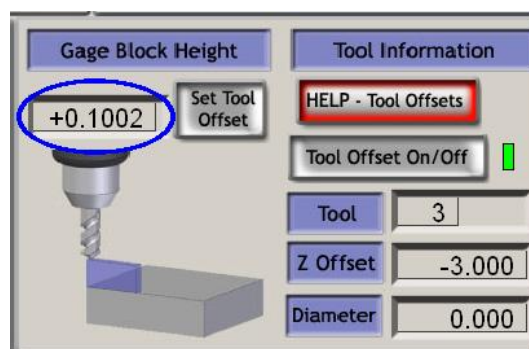 Gage Block Height
+0.1002
Set Tool
Offset
Tool Information
HELP - Tool Offsets
Tool Offset On/Off
Tool 3
Z Offset -3.000
Diameter 0.000